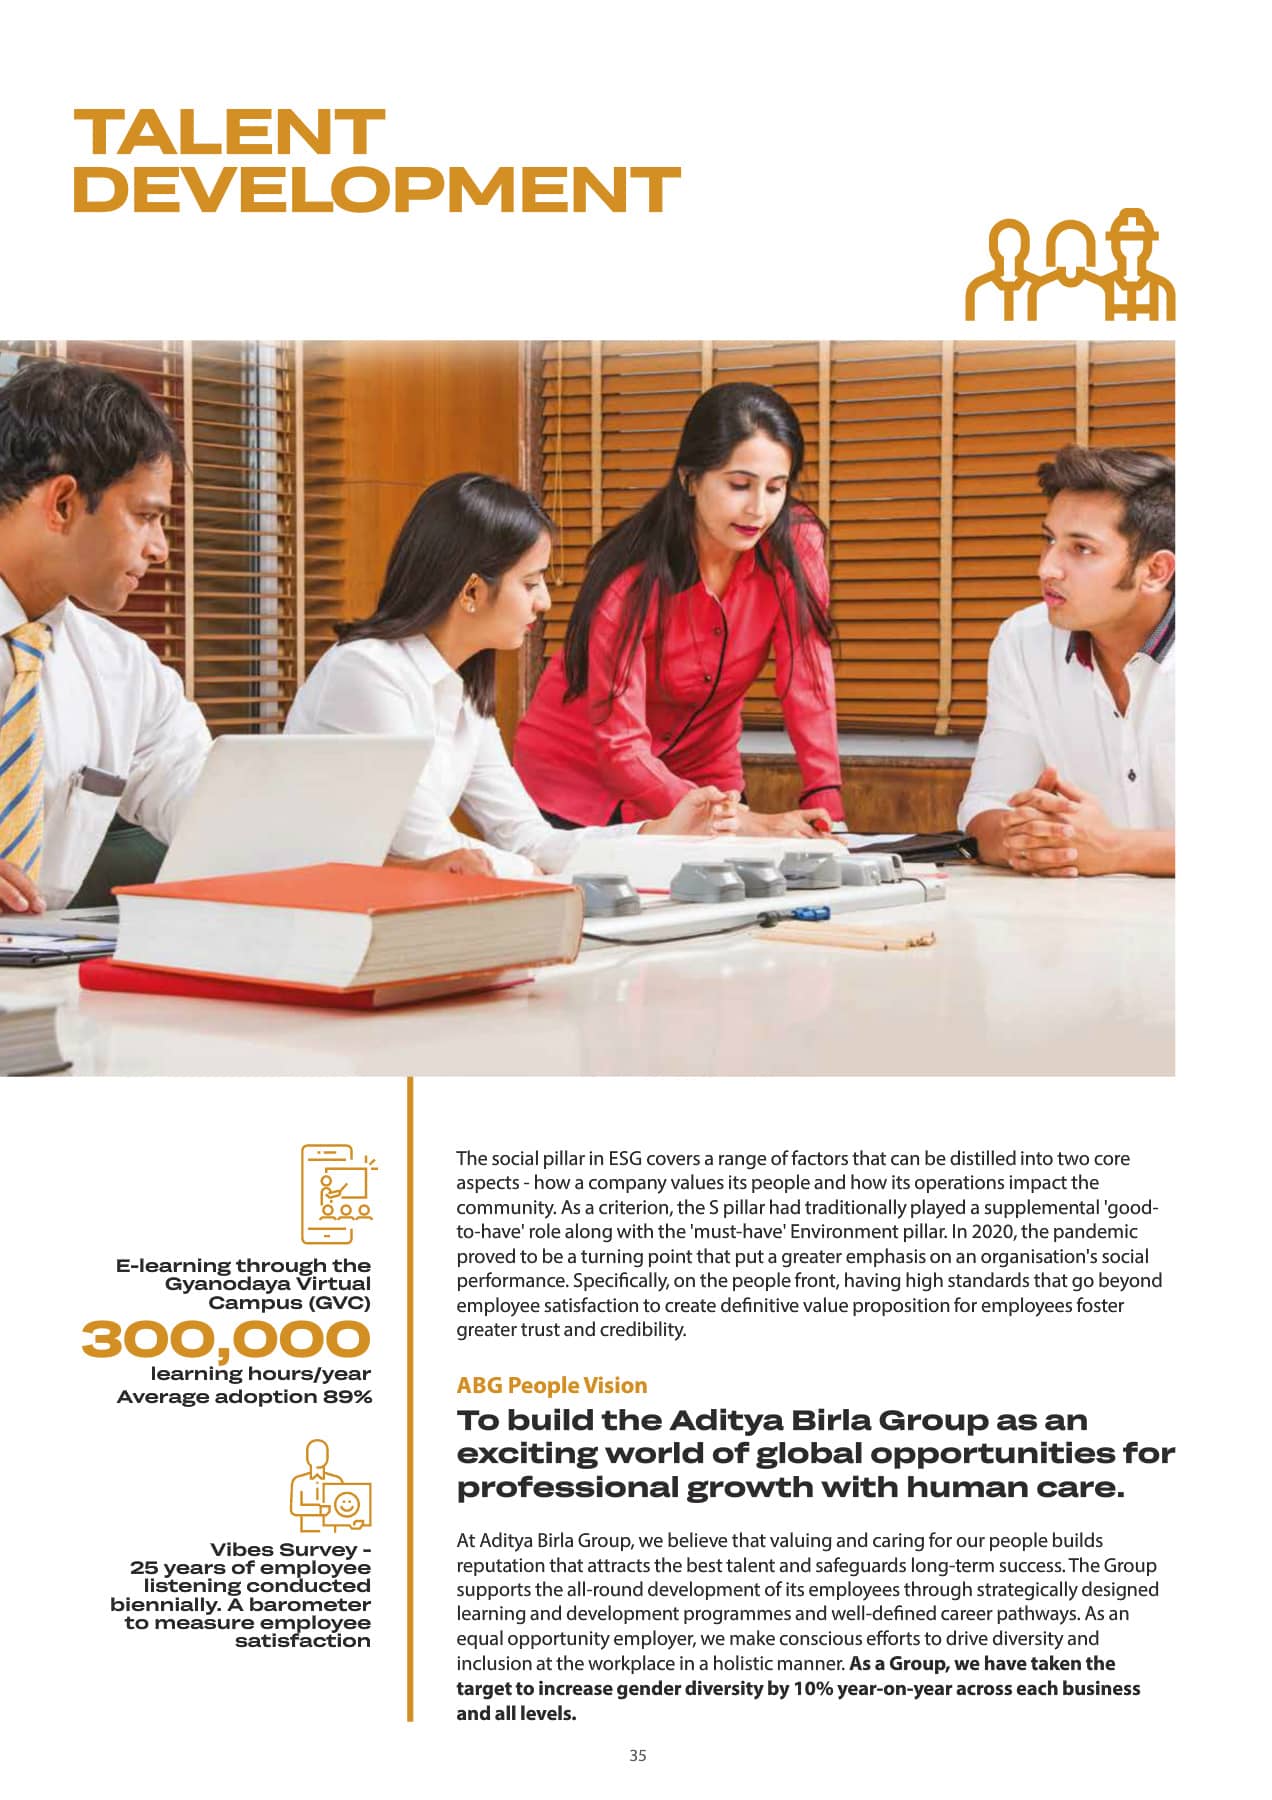 TALENT
DEVELOPMENT
E-learning through the
Gyanodaya Virtual
Campus (GVC)
300,000
learning hours/year
Average adoption 89%
Vibes Survey -
25 years of employee
listening conducted
biennially. A barometer
to measure employee
satisfaction
The social pillar in ESG covers a range of factors that can be distilled into two core
aspects - how a company values its people and how its operations impact the
community. As a criterion, the S pillar had traditionally played a supplemental 'good-
to-have' role along with the 'must-have' Environment pillar. In 2020, the pandemic
proved to be a turning point that put a greater emphasis on an organisation's social
performance. Specifically, on the people front, having high standards that go beyond
employee satisfaction to create definitive value proposition for employees foster
greater trust and credibility.
ABG People Vision
To build the Aditya Birla Group as an
exciting world of global opportunities for
professional growth with human care.
At Aditya Birla Group, we believe that valuing and caring for our people builds
reputation that attracts the best talent and safeguards long-term success. The Group
supports the all-round development of its employees through strategically designed
learning and development programmes and well-defined career pathways. As an
equal opportunity employer, we make conscious efforts to drive diversity and
inclusion at the workplace in a holistic manner. As a Group, we have taken the
target to increase gender diversity by 10% year-on-year across each business
and all levels.
35